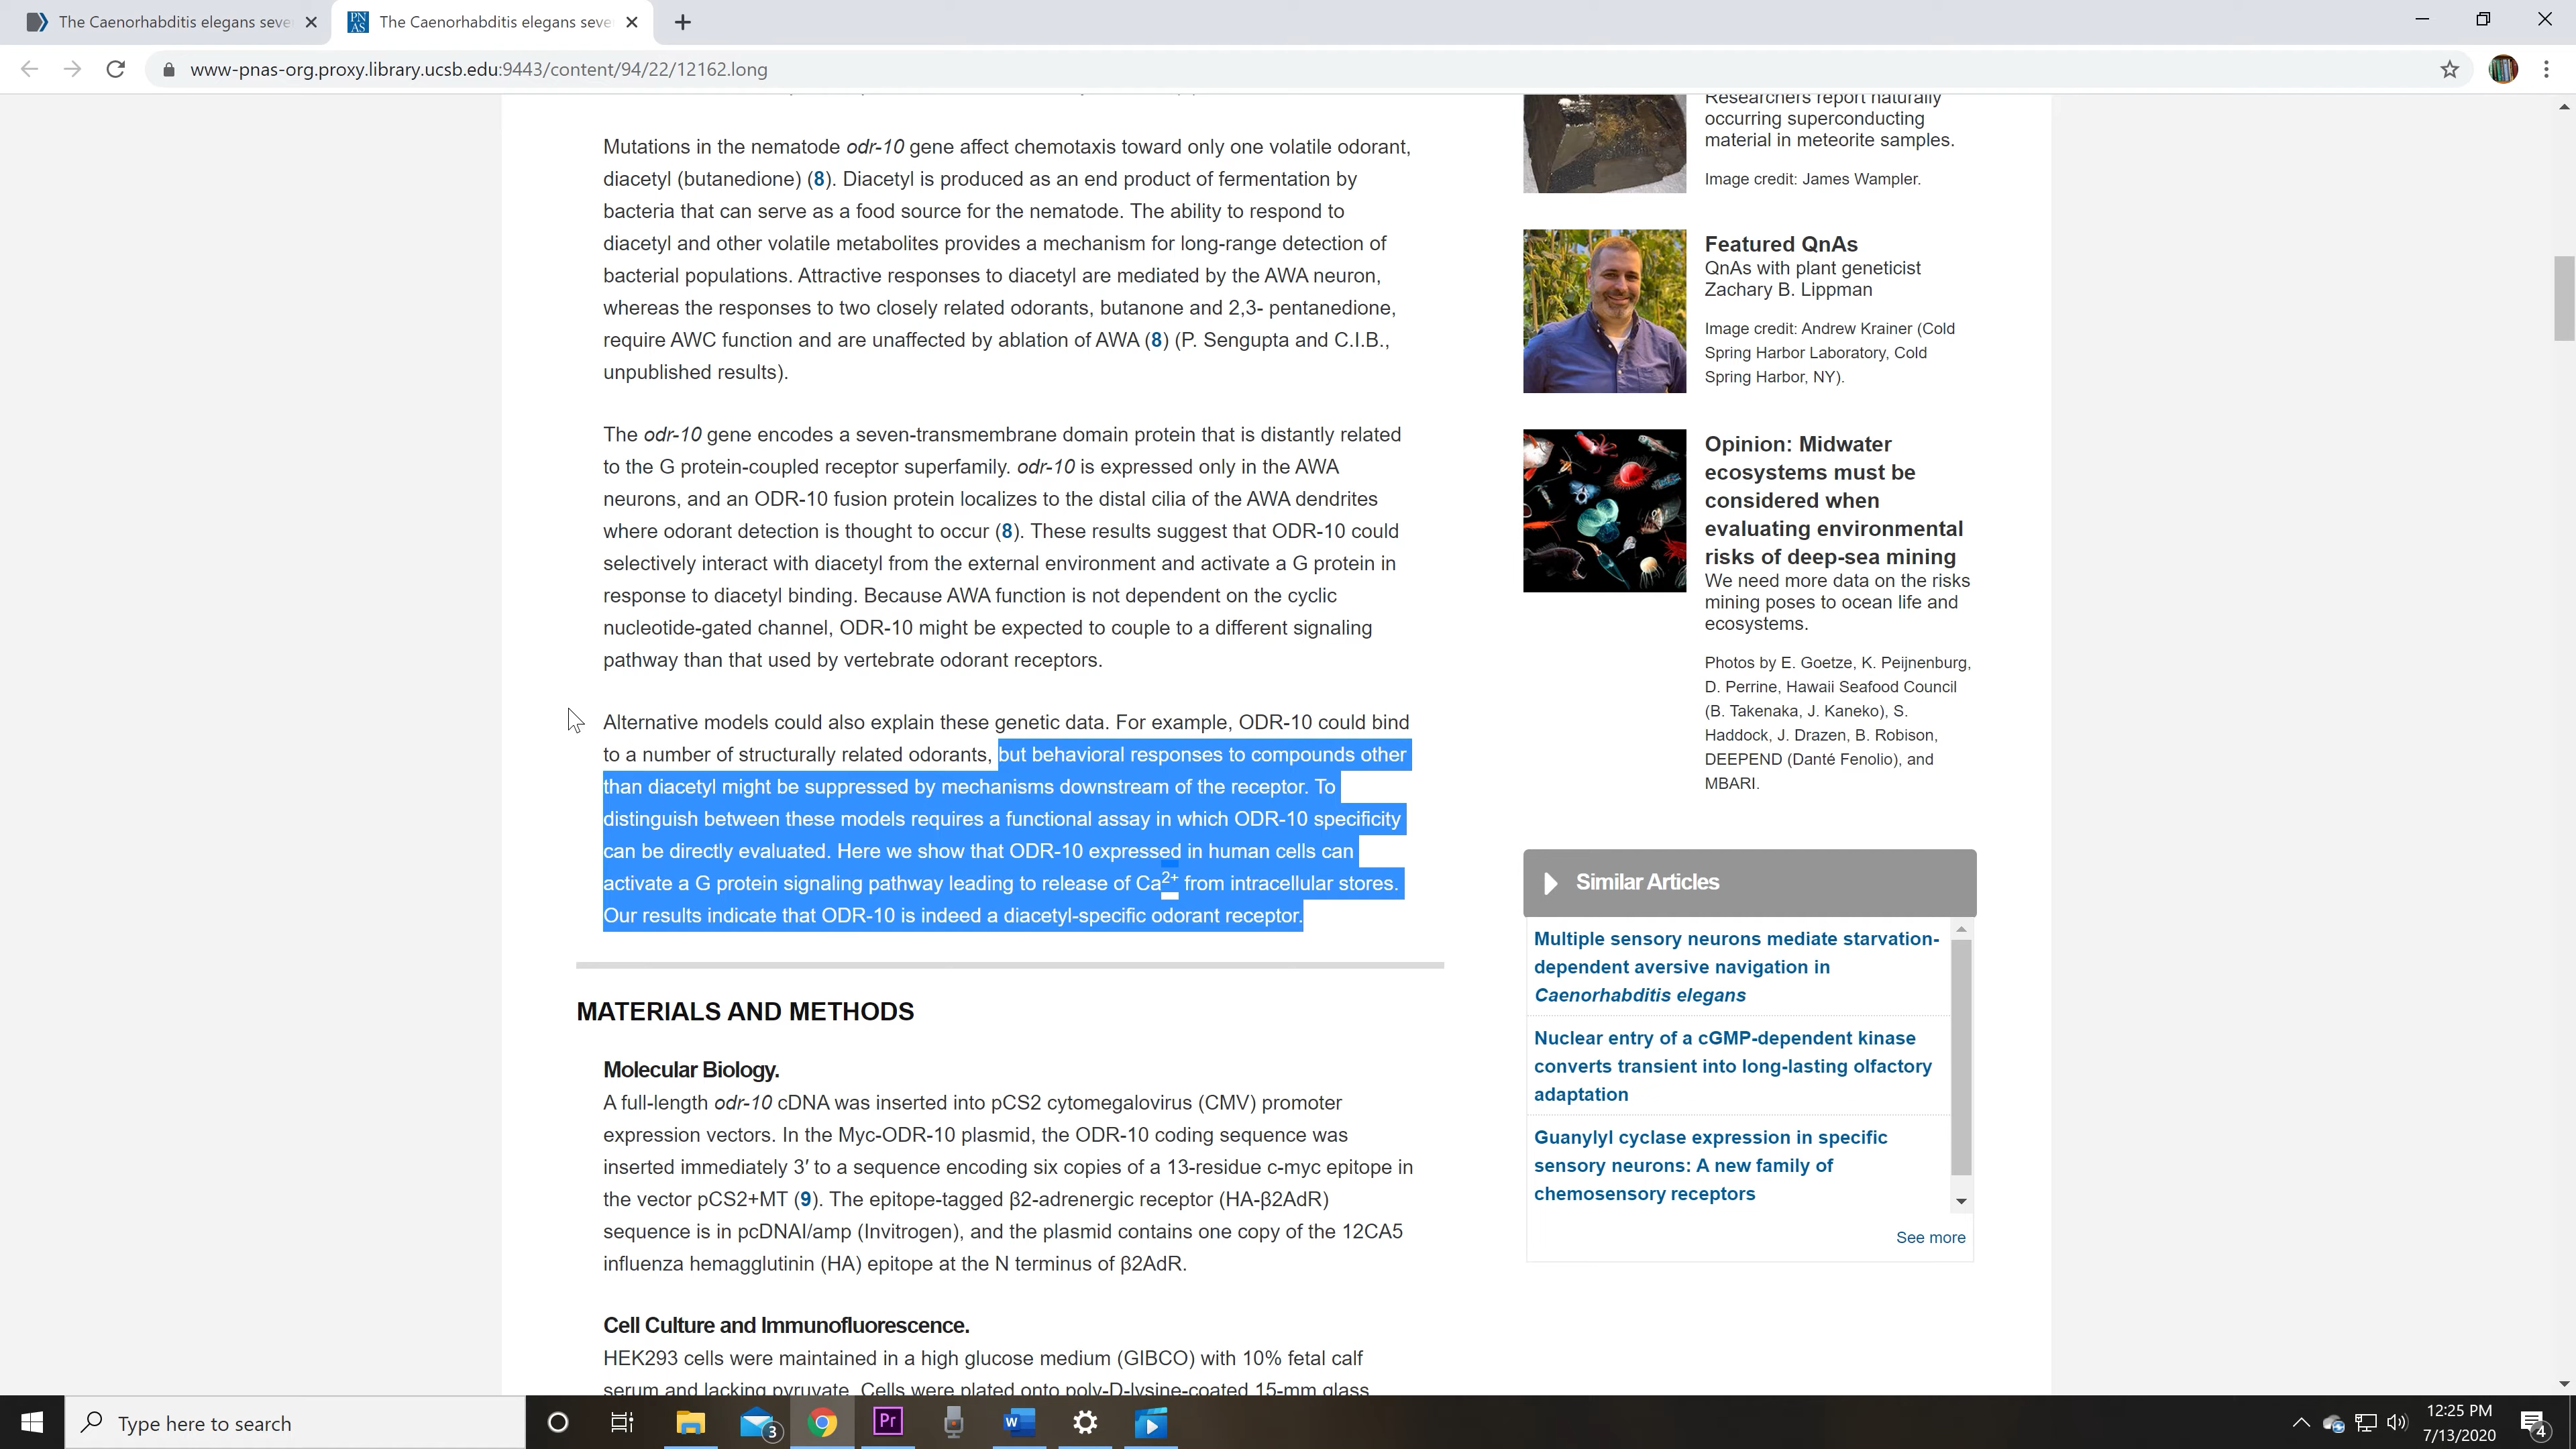 The Caenorhabditis elegans seve
The Caenorhabditis elegans seve
www-pnas-org.proxy.library.ucsb.edu:9443/content/94/22/12162.long
Mutations in the nematode odr-10 gene affect chemotaxis toward only one volatile odorant,
diacetyl (butanedione) (8). Diacetyl is produced as an end product of fermentation by
bacteria that can serve as a food source for the nematode. The ability to respond to
diacetyl and other volatile metabolites provides a mechanism for long-range detection of
bacterial populations. Attractive responses to diacetyl are mediated by the AWA neuron,
whereas the responses to two closely related odorants, butanone and 2,3- pentanedione,
require AWC function and are unaffected by ablation of AWA (8) (P. Sengupta and C.I.B.,
unpublished results).
The odr-10 gene encodes a seven-transmembrane domain protein that is distantly related
to the G protein-coupled receptor superfamily. odr-10 is expressed only in the AWA
neurons, and an ODR-10 fusion protein localizes to the distal cilia of the AWA dendrites
where odorant detection is thought to occur (8). These results suggest that ODR-10 could
selectively interact with diacetyl from the external environment and activate a G protein in
response to diacetyl binding. Because AWA function is not dependent on the cyclic
nucleotide-gated channel, ODR-10 might be expected to couple to a different signaling
pathway than that used by vertebrate odorant receptors.
Alternative models could also explain these genetic data. For example, ODR-10 could bind
to a number of structurally related odorants, but behavioral responses to compounds other
than diacetyl might be suppressed by mechanisms downstream of the receptor. To
distinguish between these models requires a functional assay in which ODR-10 specificity
can be directly evaluated. Here we show that ODR-10 expressed in human cells can
activate a G protein signaling pathway leading to release of Ca2+ from intracellular stores.
Our results indicate that ODR-10 is indeed a diacetyl-specific odorant receptor.
MATERIALS AND METHODS
Molecular Biology.
A full-length odr-10 cDNA was inserted into pCS2 cytomegalovirus (CMV) promoter
expression vectors. In the Myc-ODR-10 plasmid, the ODR-10 coding sequence was
inserted immediately 3′ to a sequence encoding six copies of a 13-residue c-myc epitope in
the vector pCS2+MT (9). The epitope-tagged β2-adrenergic receptor (HA-β2AdR)
sequence is in pcDNAI/amp (Invitrogen), and the plasmid contains one copy of the 12CA5
influenza hemagglutinin (HA) epitope at the N terminus of β2AdR.
Cell Culture and Immunofluorescence.
HEK293 cells were maintained in a high glucose medium (GIBCO) with 10% fetal calf
serum and lacking pyruvate. Cells were plated onto poly-D-lysine-coated 15-mm glass
Researchers report naturally
occurring superconducting
material in meteorite samples.
Image credit: James Wampler.
Featured QnAs
QnAs with plant geneticist
Zachary B. Lippman
Image credit: Andrew Krainer (Cold
Spring Harbor Laboratory, Cold
Spring Harbor, NY).
Opinion: Midwater
ecosystems must be
considered when
evaluating environmental
risks of deep-sea mining
We need more data on the risks
mining poses to ocean life and
ecosystems.
Photos by E. Goetze, K. Peijnenburg,
D. Perrine, Hawaii Seafood Council
(B. Takenaka, J. Kaneko), S.
Haddock, J. Drazen, B. Robison,
DEEPEND (Danté Fenolio), and
MBARI.
Similar Articles
Multiple sensory neurons mediate starvation-
dependent aversive navigation in
Caenorhabditis elegans
Nuclear entry of a cGMP-dependent kinase
converts transient into long-lasting olfactory
adaptation
Guanylyl cyclase expression in specific
sensory neurons: A new family of
chemosensory receptors
See more
Type here to search
3
Pr
W
12:25 PM
7/13/2020
4